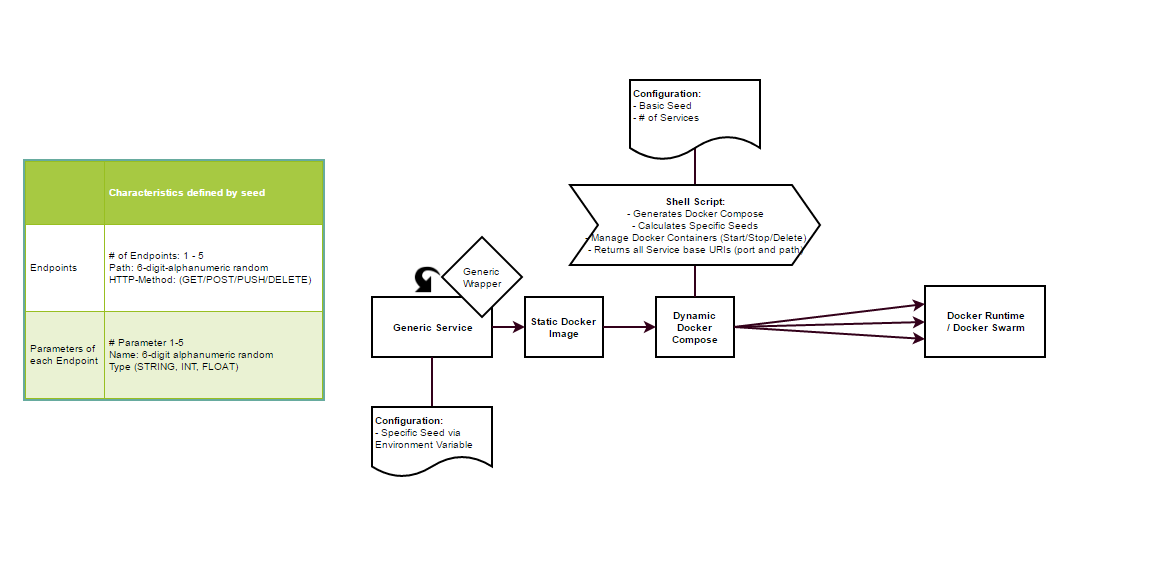 Characteristics defined by seed
Endpoints
# of Endpoints: 1 - 5
Path: 6-digit-alphanumeric random
HTTP-Method: (GET/POST/PUSH/DELETE)
Parameters of
each Endpoint
# Parameter 1-5
Name: 6-digit alphanumeric random
Type (STRING, INT, FLOAT)
Configuration:
- Basic Seed
- # of Services
Shell Script:
- Generates Docker Compose
- Calculates Specific Seeds
- Manage Docker Containers (Start/Stop/Delete)
- Returns all Service base URIs (port and path)
Generic
Wrapper
Generic Service
Static Docker
Image
Dynamic
Docker
Compose
Docker Runtime
/ Docker Swarm
Configuration:
- Specific Seed via
Environment Variable